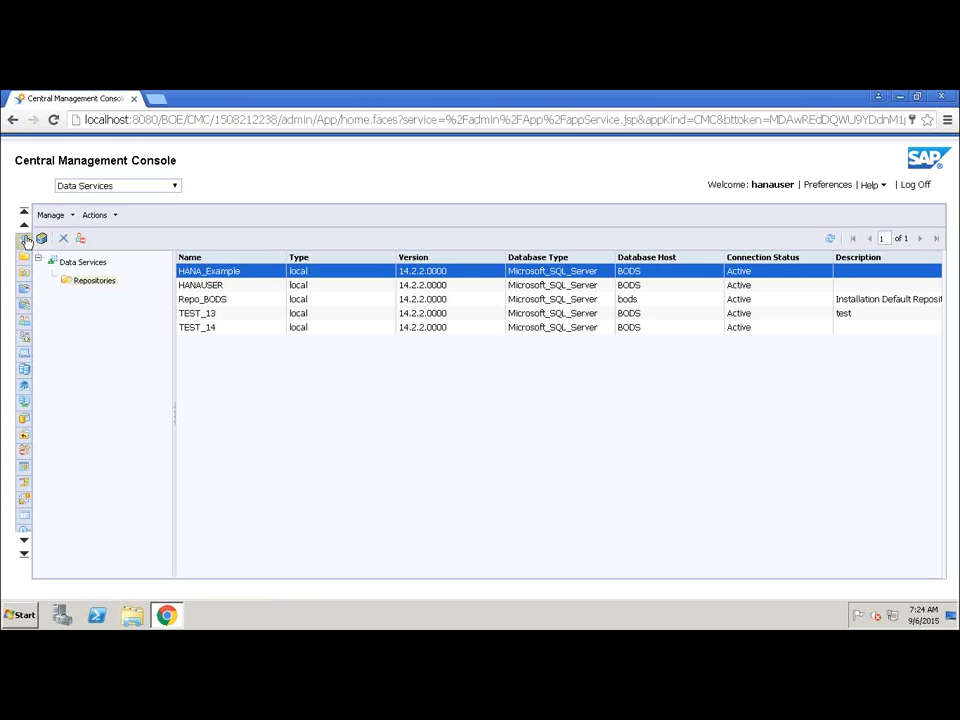 Central Management Conso
localhost:8080/BOE/CMC/1508212238/admin/App/home.faces?service=%2Fadmin%2FApp%2FappService.jsp&appKind=CMC&bttoken=MDAwREdDQWU9YDdnM1
Central Management Console
SAP
Data Services
Welcome: hanauser | Preferences | Help | Log Off
Manage Actions
1 of 1
Data Services
Repositories
Name Type Version Database Type Database Host Connection Status Description
HANA_Example local 14.2.2.0000 Microsoft_SQL_Server BODS Active
HANAUSER local 14.2.2.0000 Microsoft_SQL_Server BODS Active
Repo_BODS local 14.2.2.0000 Microsoft_SQL_Server bods Active Installation Default Reposit
TEST_13 local 14.2.2.0000 Microsoft_SQL_Server BODS Active test
TEST_14 local 14.2.2.0000 Microsoft_SQL_Server BODS Active
Start
7:24 AM
9/6/2015